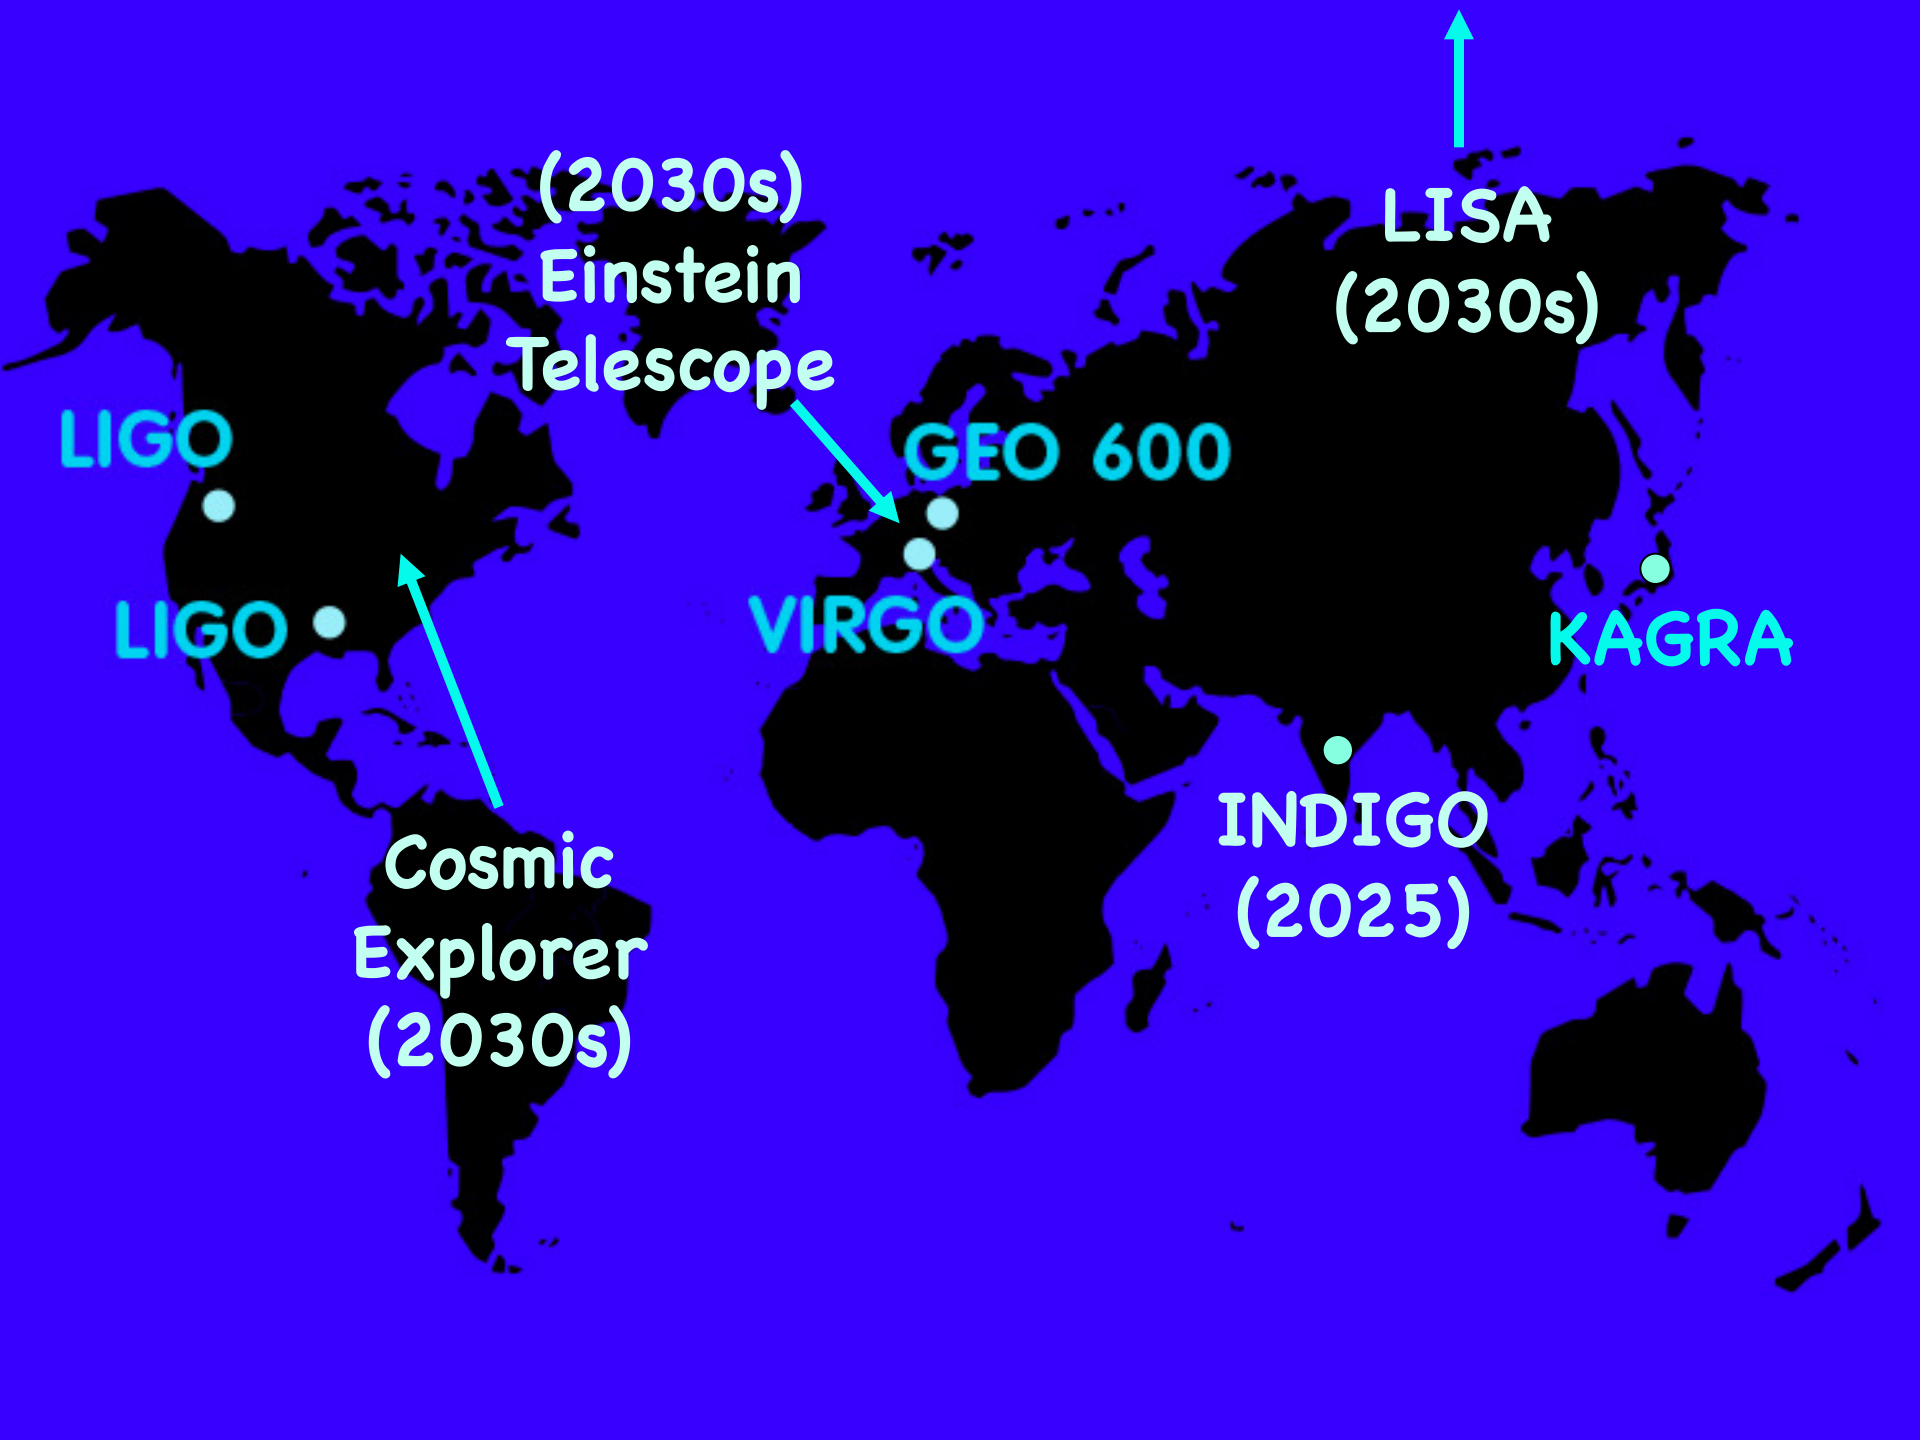 (2030s)
Einstein
Telescope
LISA
(2030s)
LIGO
GEO 600
LIGO
VIRGO
KAGRA
INDIGO
(2025)
Cosmic
Explorer
(2030s)